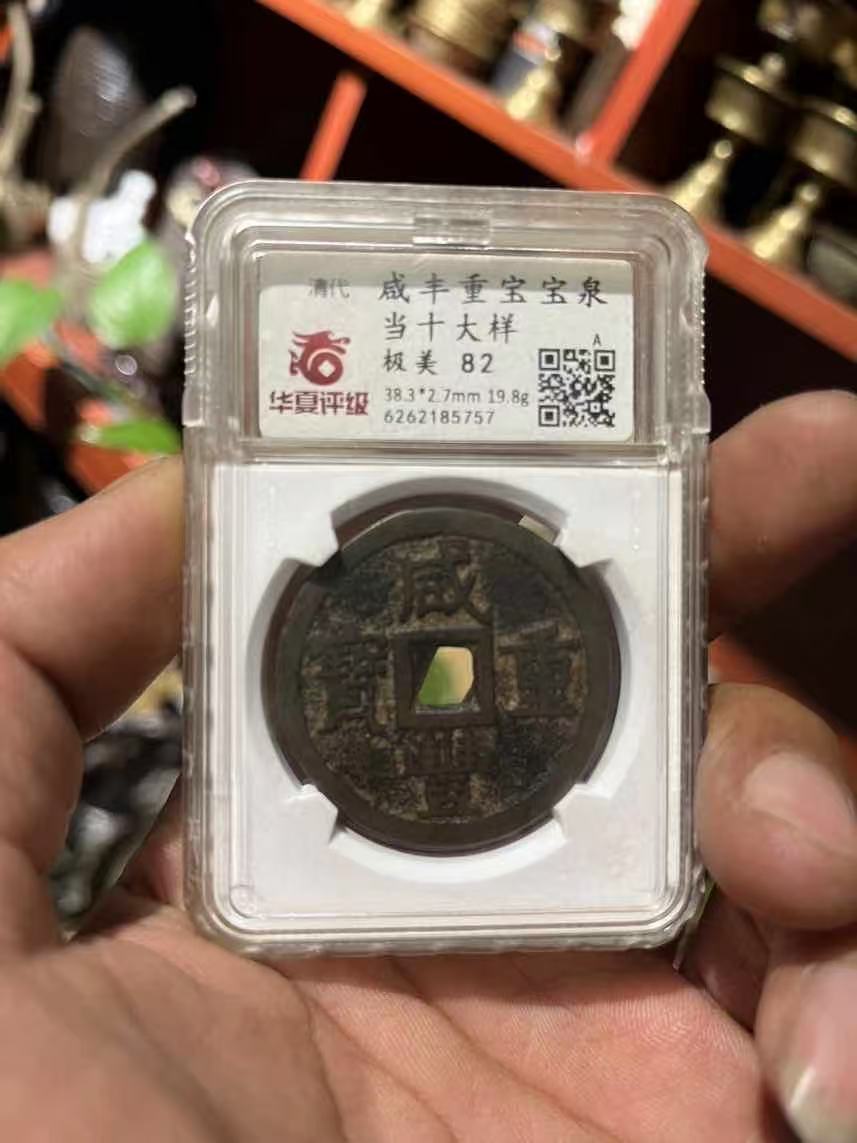 清代 咸丰重宝宝泉
当十大样
极美 82
A
华夏评级
38.3*2.7mm 19.8g
6262185757
咸
寶 重
豐